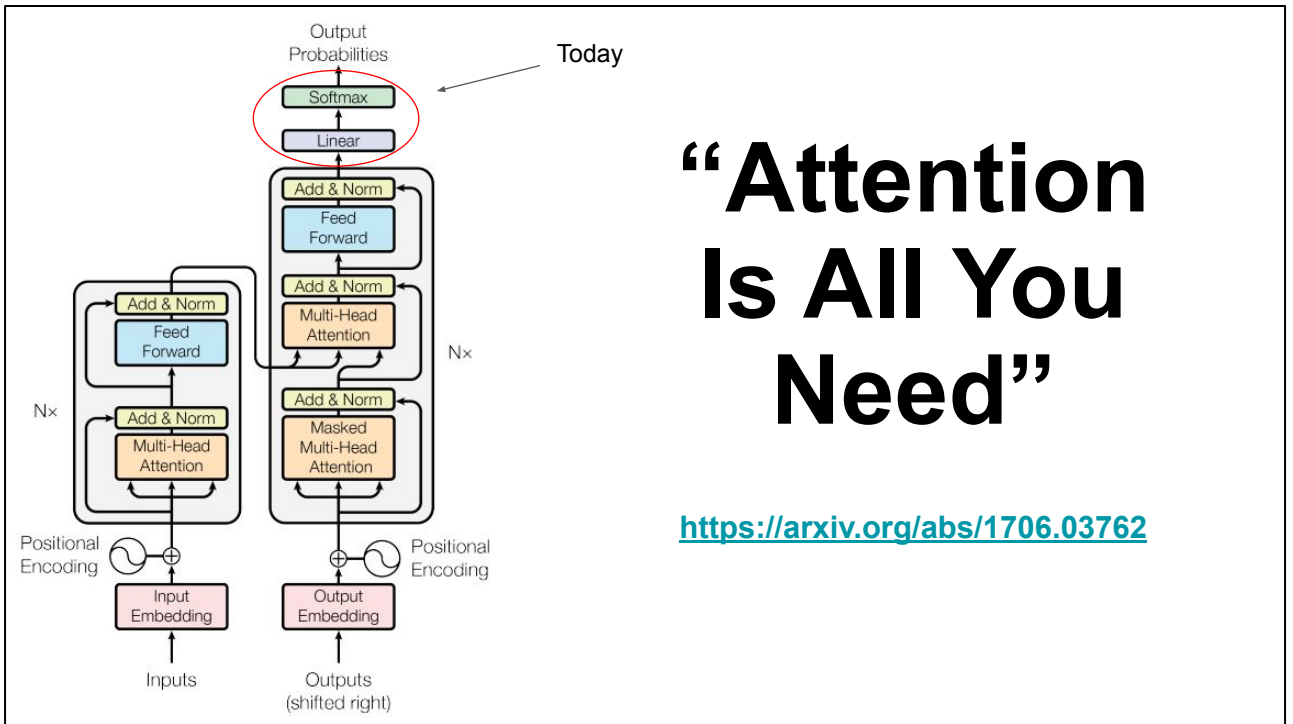 Output
Probabilities
Today
Softmax
Linear
Add & Norm
Feed
Forward
Add & Norm
Multi-Head
Attention
Nx
Add & Norm
Masked
Multi-Head
Attention
Add & Norm
Feed
Forward
Nx
Add & Norm
Multi-Head
Attention
Positional
Encoding
Positional
Encoding
Input
Embedding
Output
Embedding
Inputs
Outputs
(shifted right)
“Attention
Is All You
Need”
https://arxiv.org/abs/1706.03762